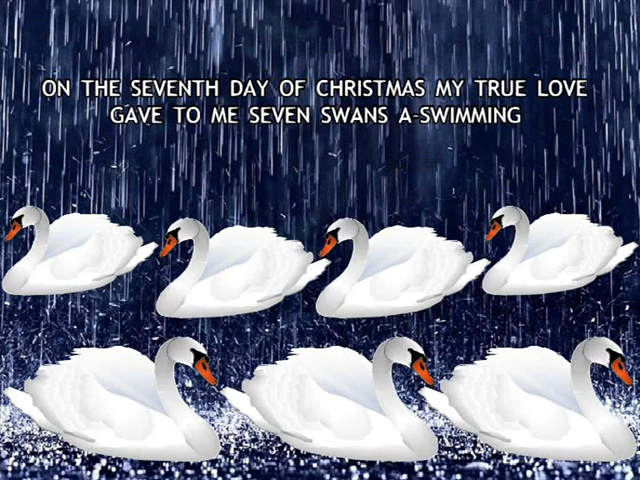 ON THE SEVENTH DAY OF CHRISTMAS MY TRUE LOVE
GAVE TO ME SEVEN SWANS A-SWIMMING